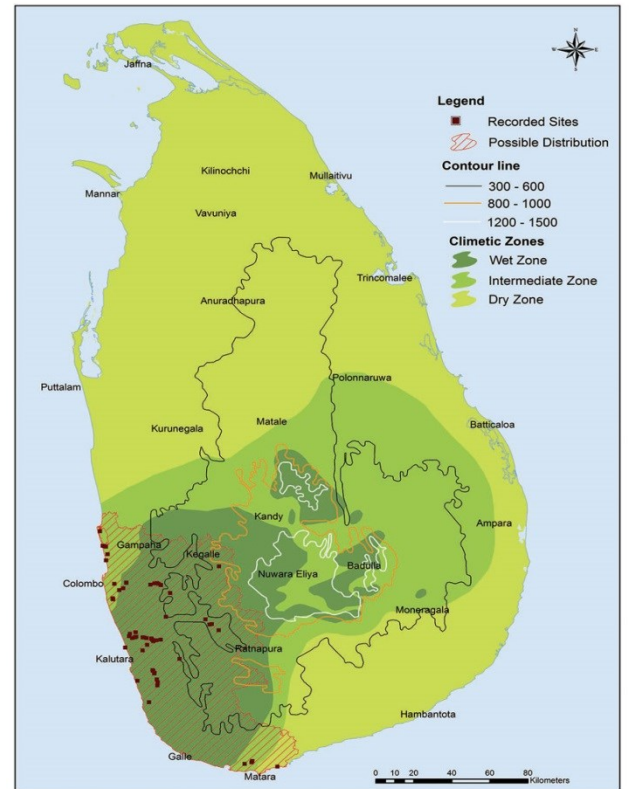 Jaffna
N
W
E
S
Legend
Recorded Sites
Possible Distribution
Contour line
300 - 600
800 - 1000
1200 - 1500
Climetic Zones
Wet Zone
Intermediate Zone
Dry Zone
Kilinochchi
Mullaitivu
Mannar
Vavuniya
Trincomalee
Anuradhapura
Puttalam
Polonnaruwa
Kurunegala
Matale
Batticaloa
Kandy
Ampara
Gampaha
Kegalle
Colombo
Nuwara Eliya
Badulla
Moneragala
Kalutara
Ratnapura
Hambantota
Galle
Matara
0 10 20 40 60 80
Kilometers